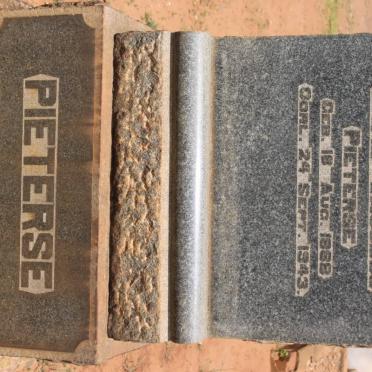 PIETERSE
GEB. 18 AUG 1888
OORL. 24 SEPT 1943
PIETERSE